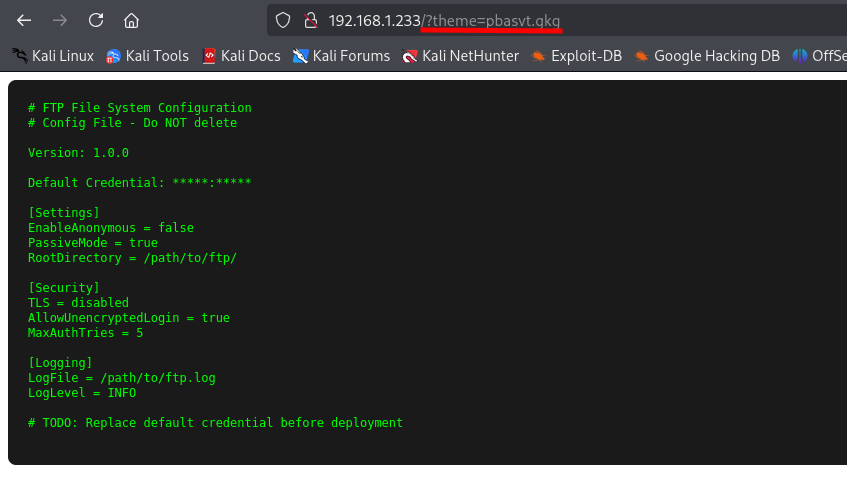 192.168.1.233/?theme=pbasvt.gkg
Kali Linux Kali Tools Kali Docs Kali Forums Kali NetHunter Exploit-DB Google Hacking DB OffSe
# FTP File System Configuration
# Config File - Do NOT delete
Version: 1.0.0
Default Credential: *****:*****
[Settings]
EnableAnonymous = false
PassiveMode = true
RootDirectory = /path/to/ftp/
[Security]
TLS = disabled
AllowUnencryptedLogin = true
MaxAuthTries = 5
[Logging]
LogFile = /path/to/ftp.log
LogLevel = INFO
# TODO: Replace default credential before deployment